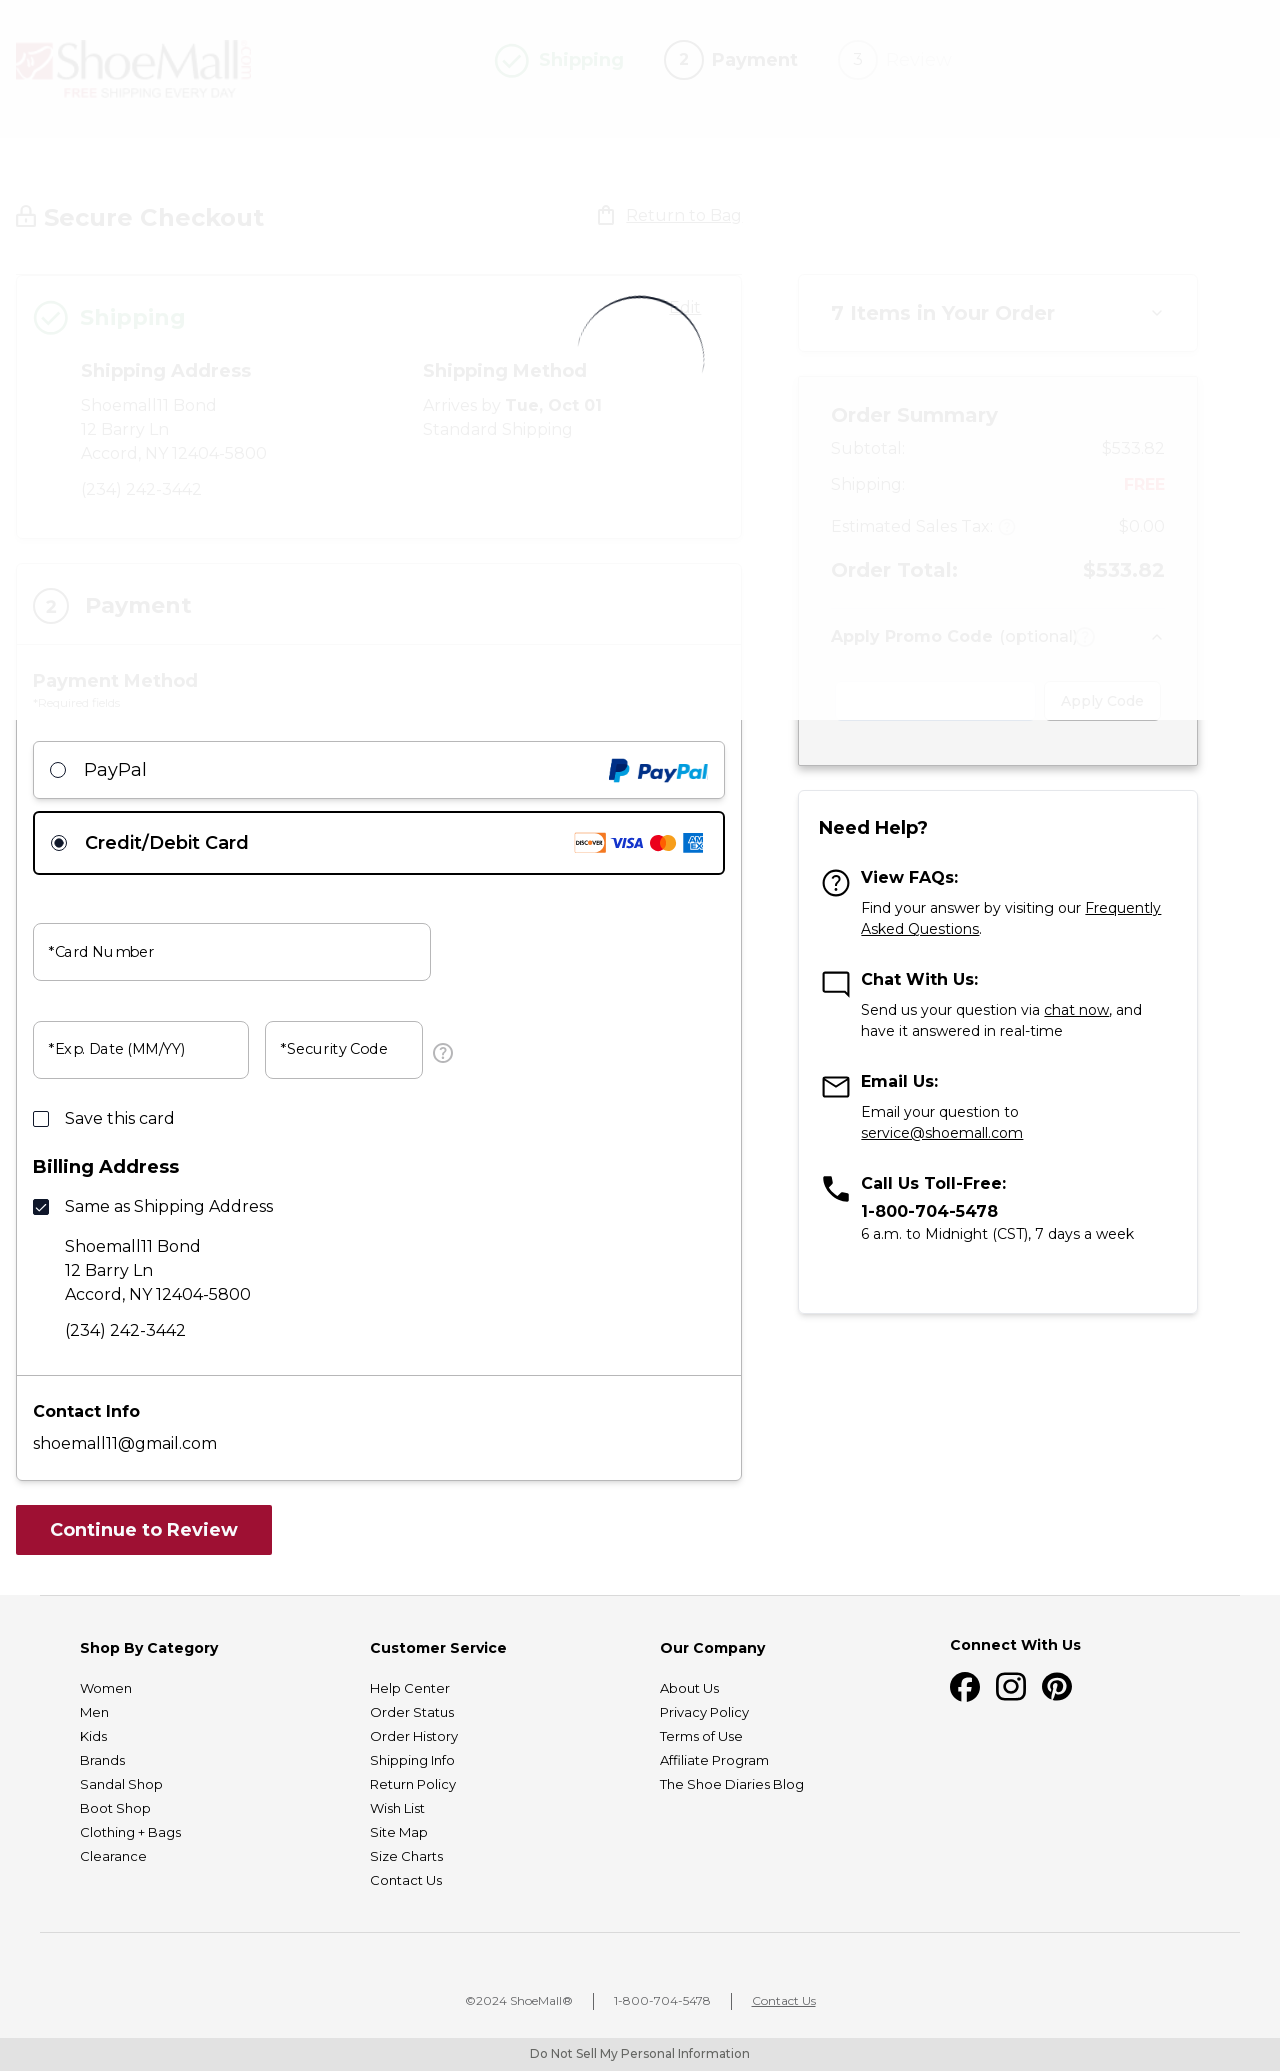 ShoeMall.com
FREE SHIPPING EVERY DAY
Shipping
2 Payment
3 Review
Secure Checkout
Return to Bag
Shipping
Edit
Shipping Address
Shoemall11 Bond
12 Barry Ln
Accord, NY 12404-5800
(234) 242-3442
Shipping Method
Arrives by Tue, Oct 01
Standard Shipping
2 Payment
Payment Method
*Required fields
PayPal
PayPal
Credit/Debit Card
DISCOVER VISA AMEX
*Card Number
*Exp. Date (MM/YY)
*Security Code
?
Save this card
Billing Address
Same as Shipping Address
Shoemall11 Bond
12 Barry Ln
Accord, NY 12404-5800
(234) 242-3442
Contact Info
shoemall11@gmail.com
Continue to Review
7 Items in Your Order
Order Summary
Subtotal: $533.82
Shipping: FREE
Estimated Sales Tax: $0.00
Order Total: $533.82
Apply Promo Code (optional)
Apply Code
Need Help?
View FAQs:
Find your answer by visiting our Frequently
Asked Questions.
Chat With Us:
Send us your question via chat now, and
have it answered in real-time
Email Us:
Email your question to
service@shoemall.com
Call Us Toll-Free:
1-800-704-5478
6 a.m. to Midnight (CST), 7 days a week
Shop By Category
Women
Men
Kids
Brands
Sandal Shop
Boot Shop
Clothing + Bags
Clearance
Customer Service
Help Center
Order Status
Order History
Shipping Info
Return Policy
Wish List
Site Map
Size Charts
Contact Us
Our Company
About Us
Privacy Policy
Terms of Use
Affiliate Program
The Shoe Diaries Blog
Connect With Us
©2024 ShoeMall®
1-800-704-5478
Contact Us
Do Not Sell My Personal Information